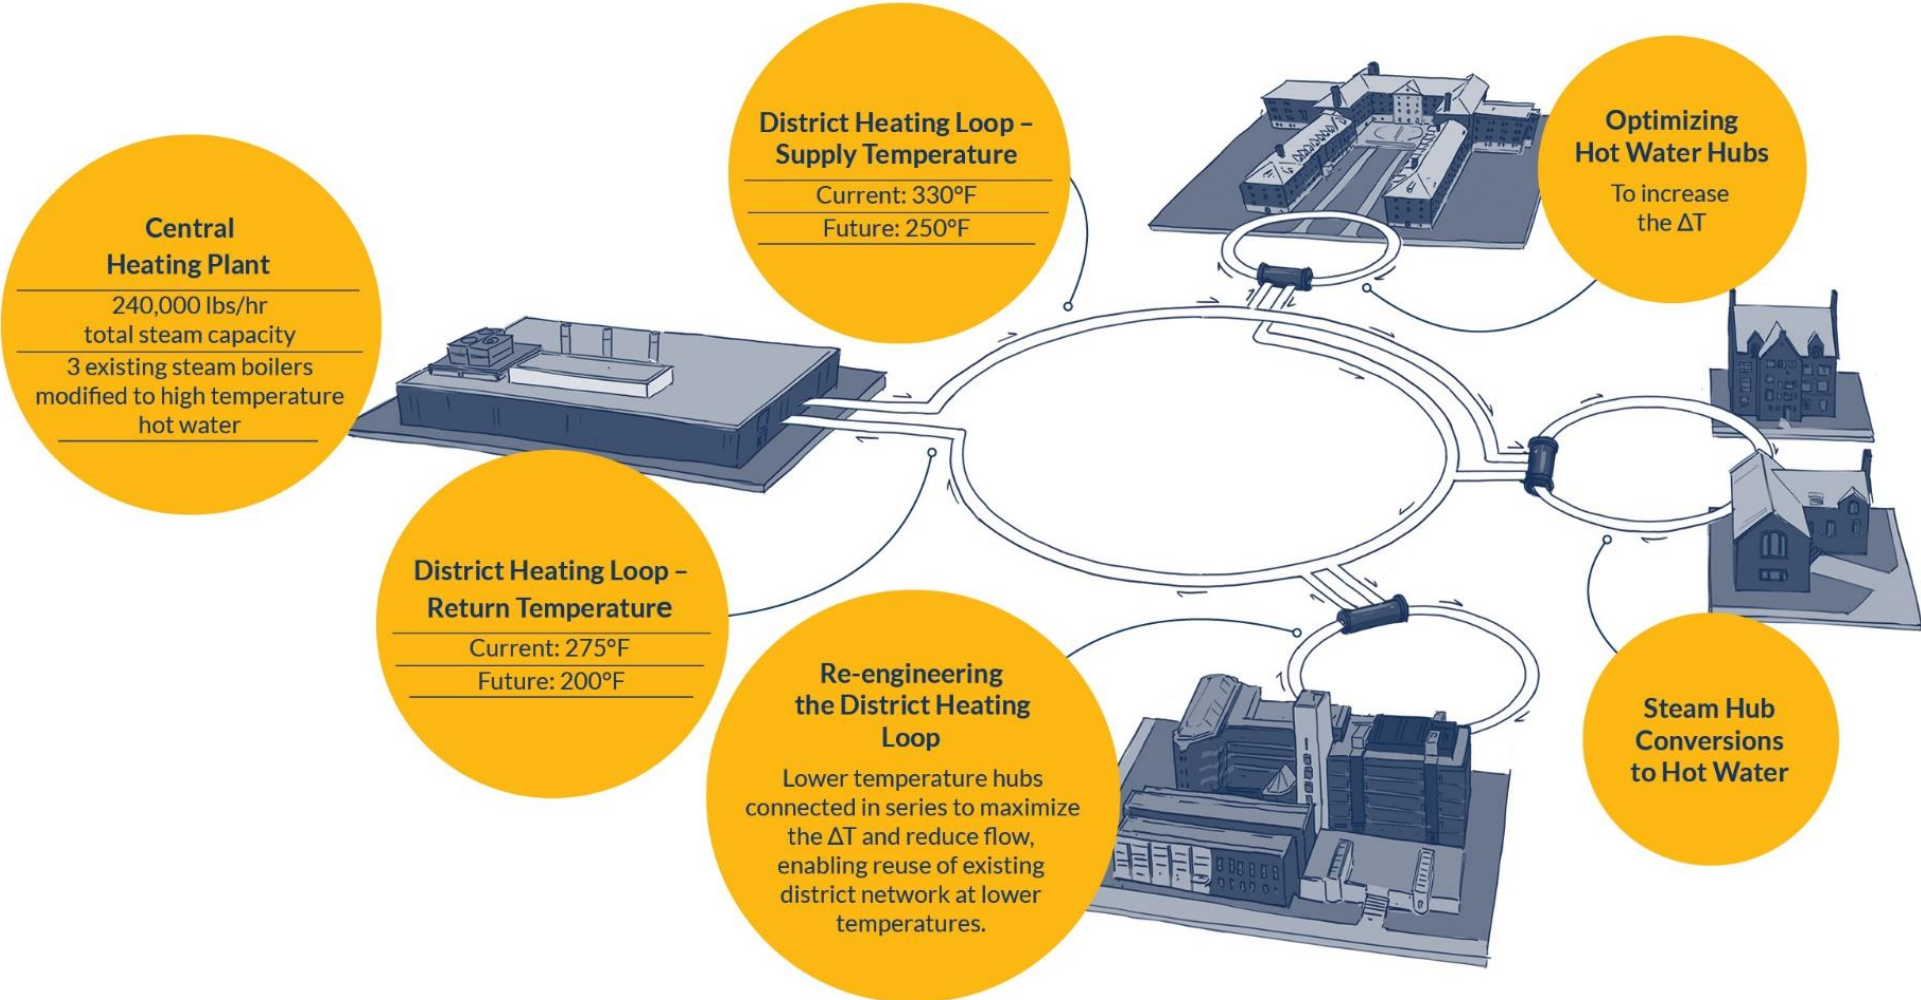 Central
Heating Plant
240,000 lbs/hr
total steam capacity
3 existing steam boilers
modified to high temperature
hot water
District Heating Loop –
Supply Temperature
Current: 330°F
Future: 250°F
Optimizing
Hot Water Hubs
To increase
the ΔT
District Heating Loop –
Return Temperature
Current: 275°F
Future: 200°F
Re-engineering
the District Heating
Loop
Lower temperature hubs
connected in series to maximize
the ΔT and reduce flow,
enabling reuse of existing
district network at lower
temperatures.
Steam Hub
Conversions
to Hot Water